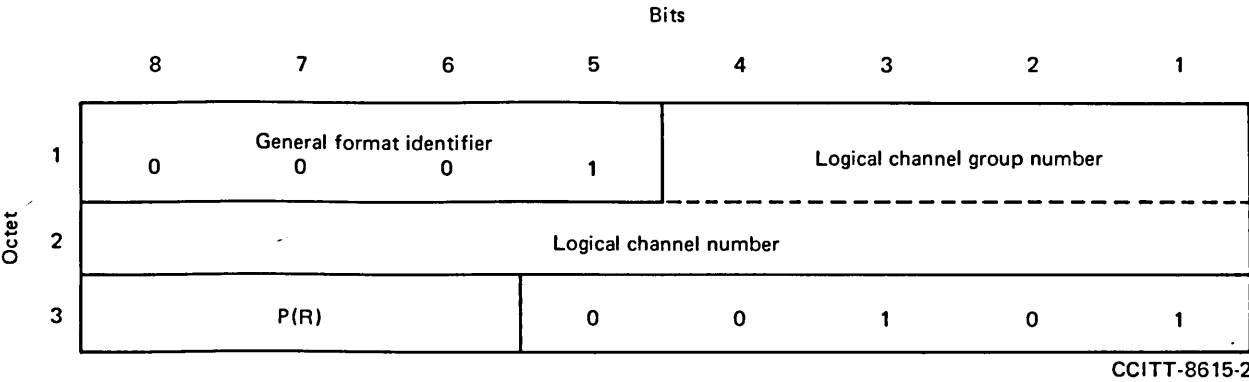 Bits
8 7 6 5 4 3 2 1
Octet
1 General format identifier Logical channel group number
0 0 0 1
2 Logical channel number
3 P(R) 0 0 1 0 1
CCITT-8615-2